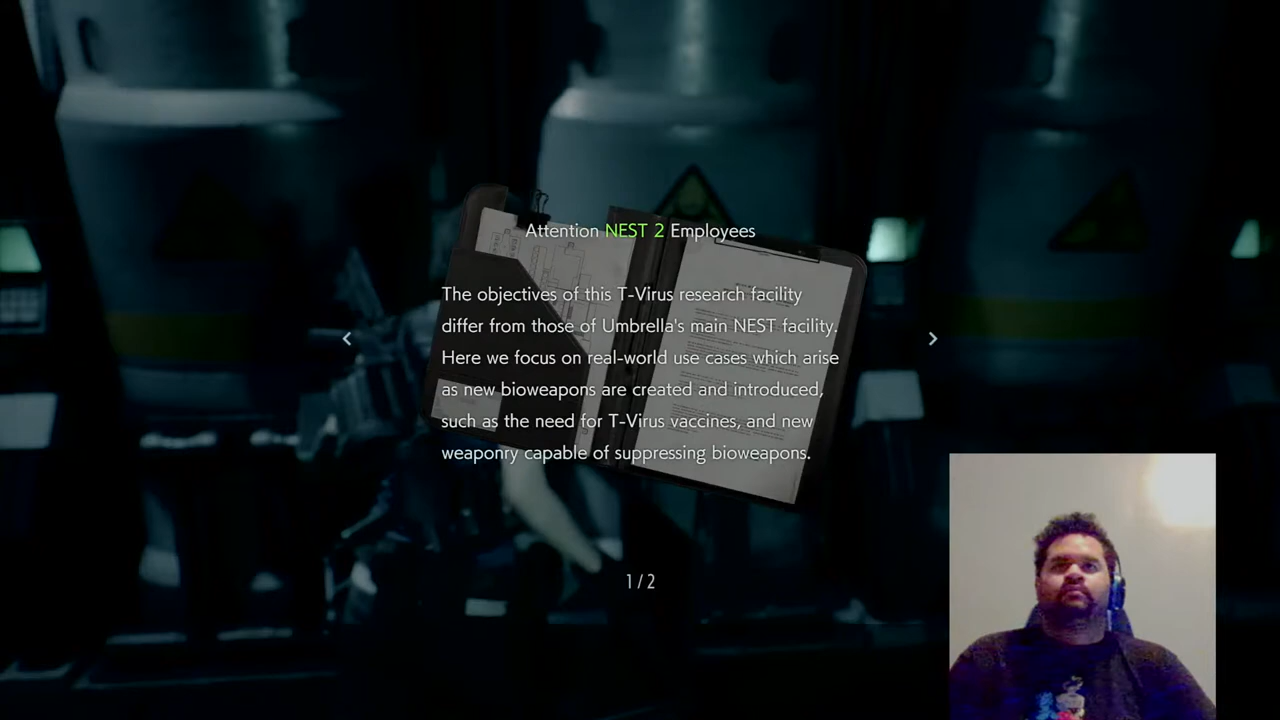 Attention NEST 2 Employees
The objectives of this T-Virus research facility
differ from those of Umbrella's main NEST facility.
Here we focus on real-world use cases which arise
as new bioweapons are created and introduced,
such as the need for T-Virus vaccines, and new
weaponry capable of suppressing bioweapons.
1 / 2